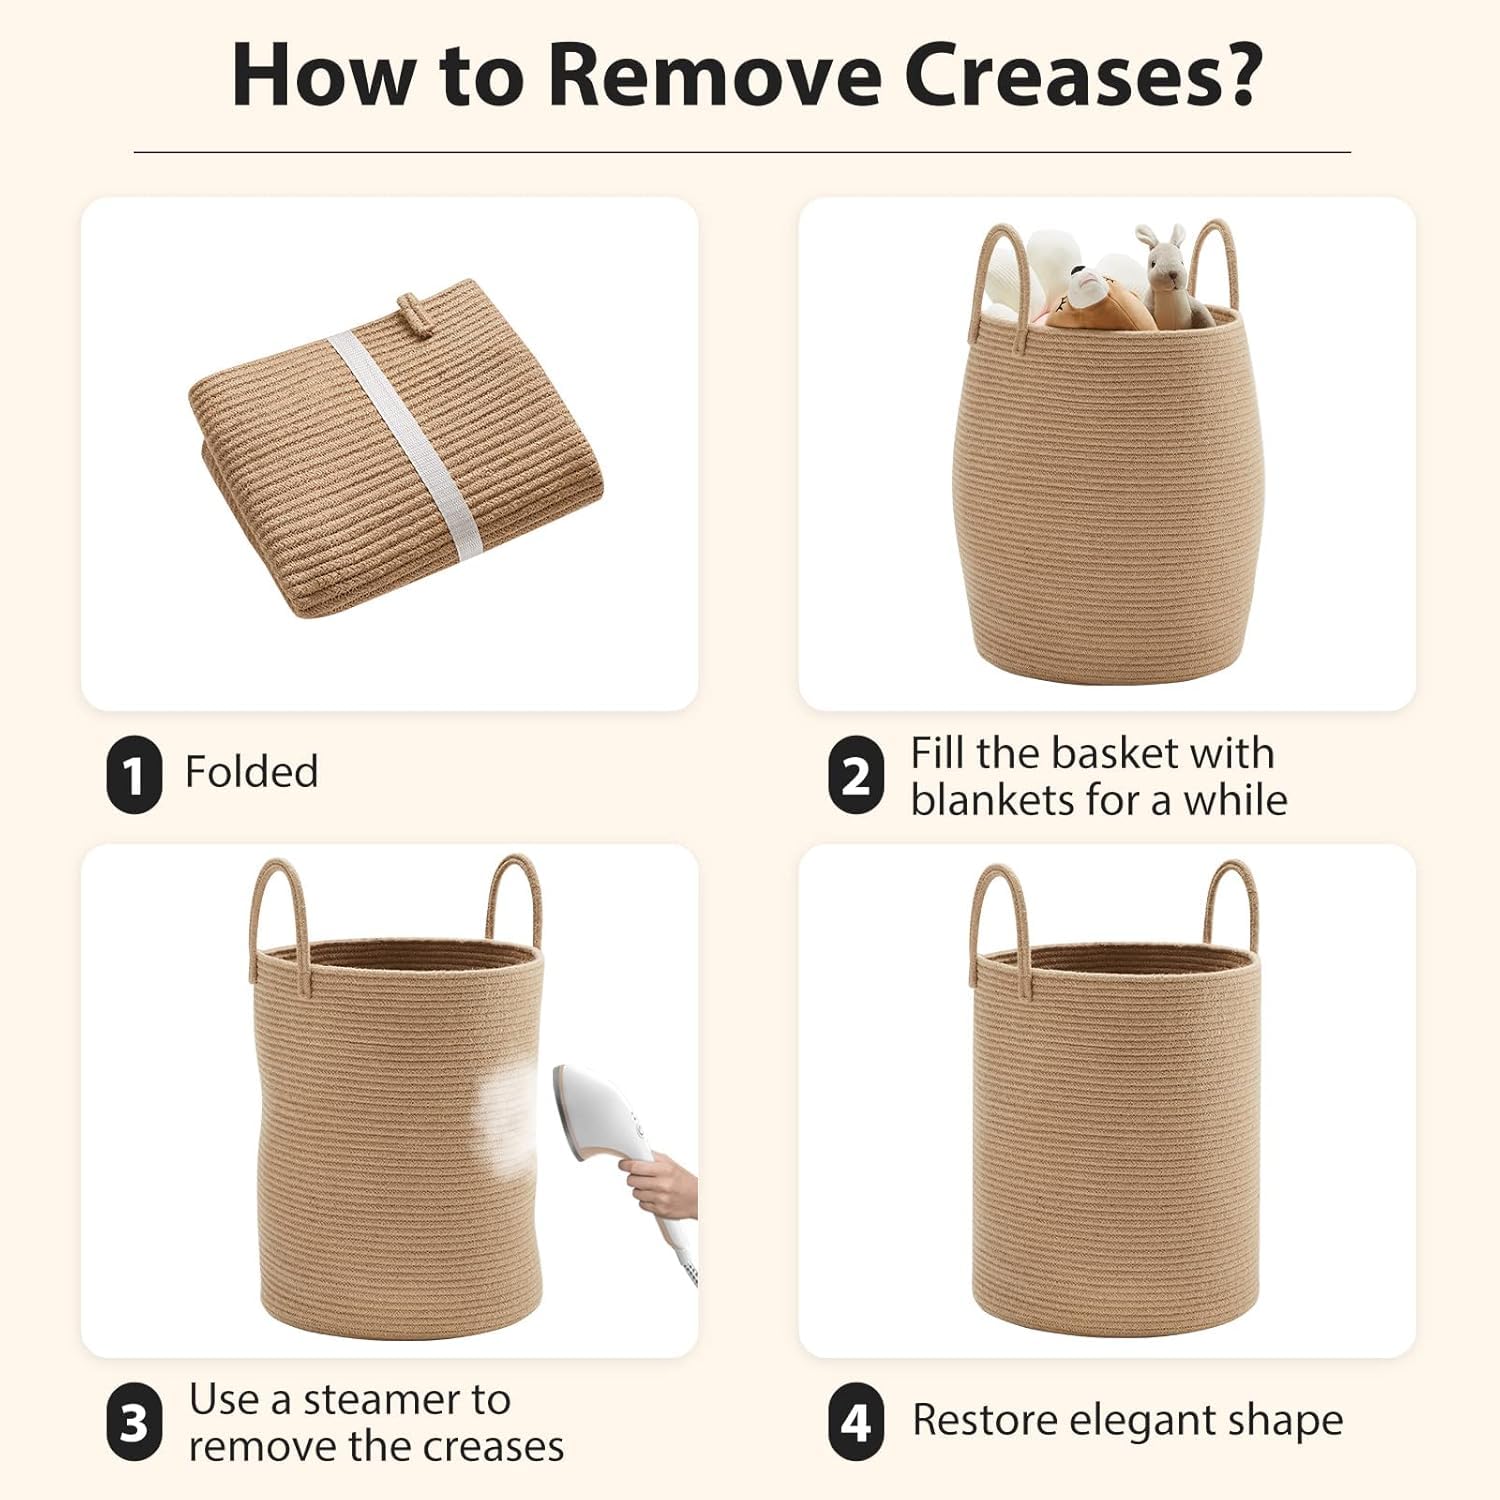 How to Remove Creases?
1 Folded
2 Fill the basket with
blankets for a while
3 Use a steamer to
remove the creases
4 Restore elegant shape